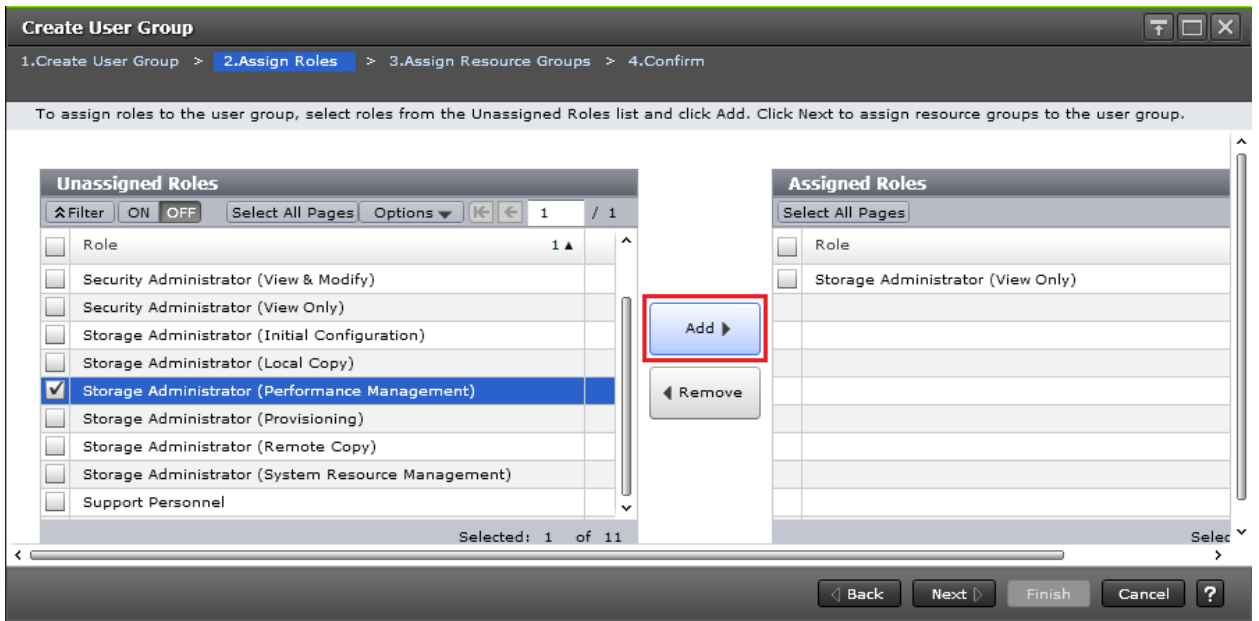 Create User Group
1.Create User Group > 2.Assign Roles > 3.Assign Resource Groups > 4.Confirm
To assign roles to the user group, select roles from the Unassigned Roles list and click Add. Click Next to assign resource groups to the user group.
Unassigned Roles
Filter ON OFF Select All Pages Options 1 / 1
Role 1
Security Administrator (View & Modify)
Security Administrator (View Only)
Storage Administrator (Initial Configuration)
Storage Administrator (Local Copy)
Storage Administrator (Performance Management)
Storage Administrator (Provisioning)
Storage Administrator (Remote Copy)
Storage Administrator (System Resource Management)
Support Personnel
Selected: 1 of 11
Add
Remove
Assigned Roles
Select All Pages
Role
Storage Administrator (View Only)
Selec
Back Next Finish Cancel ?